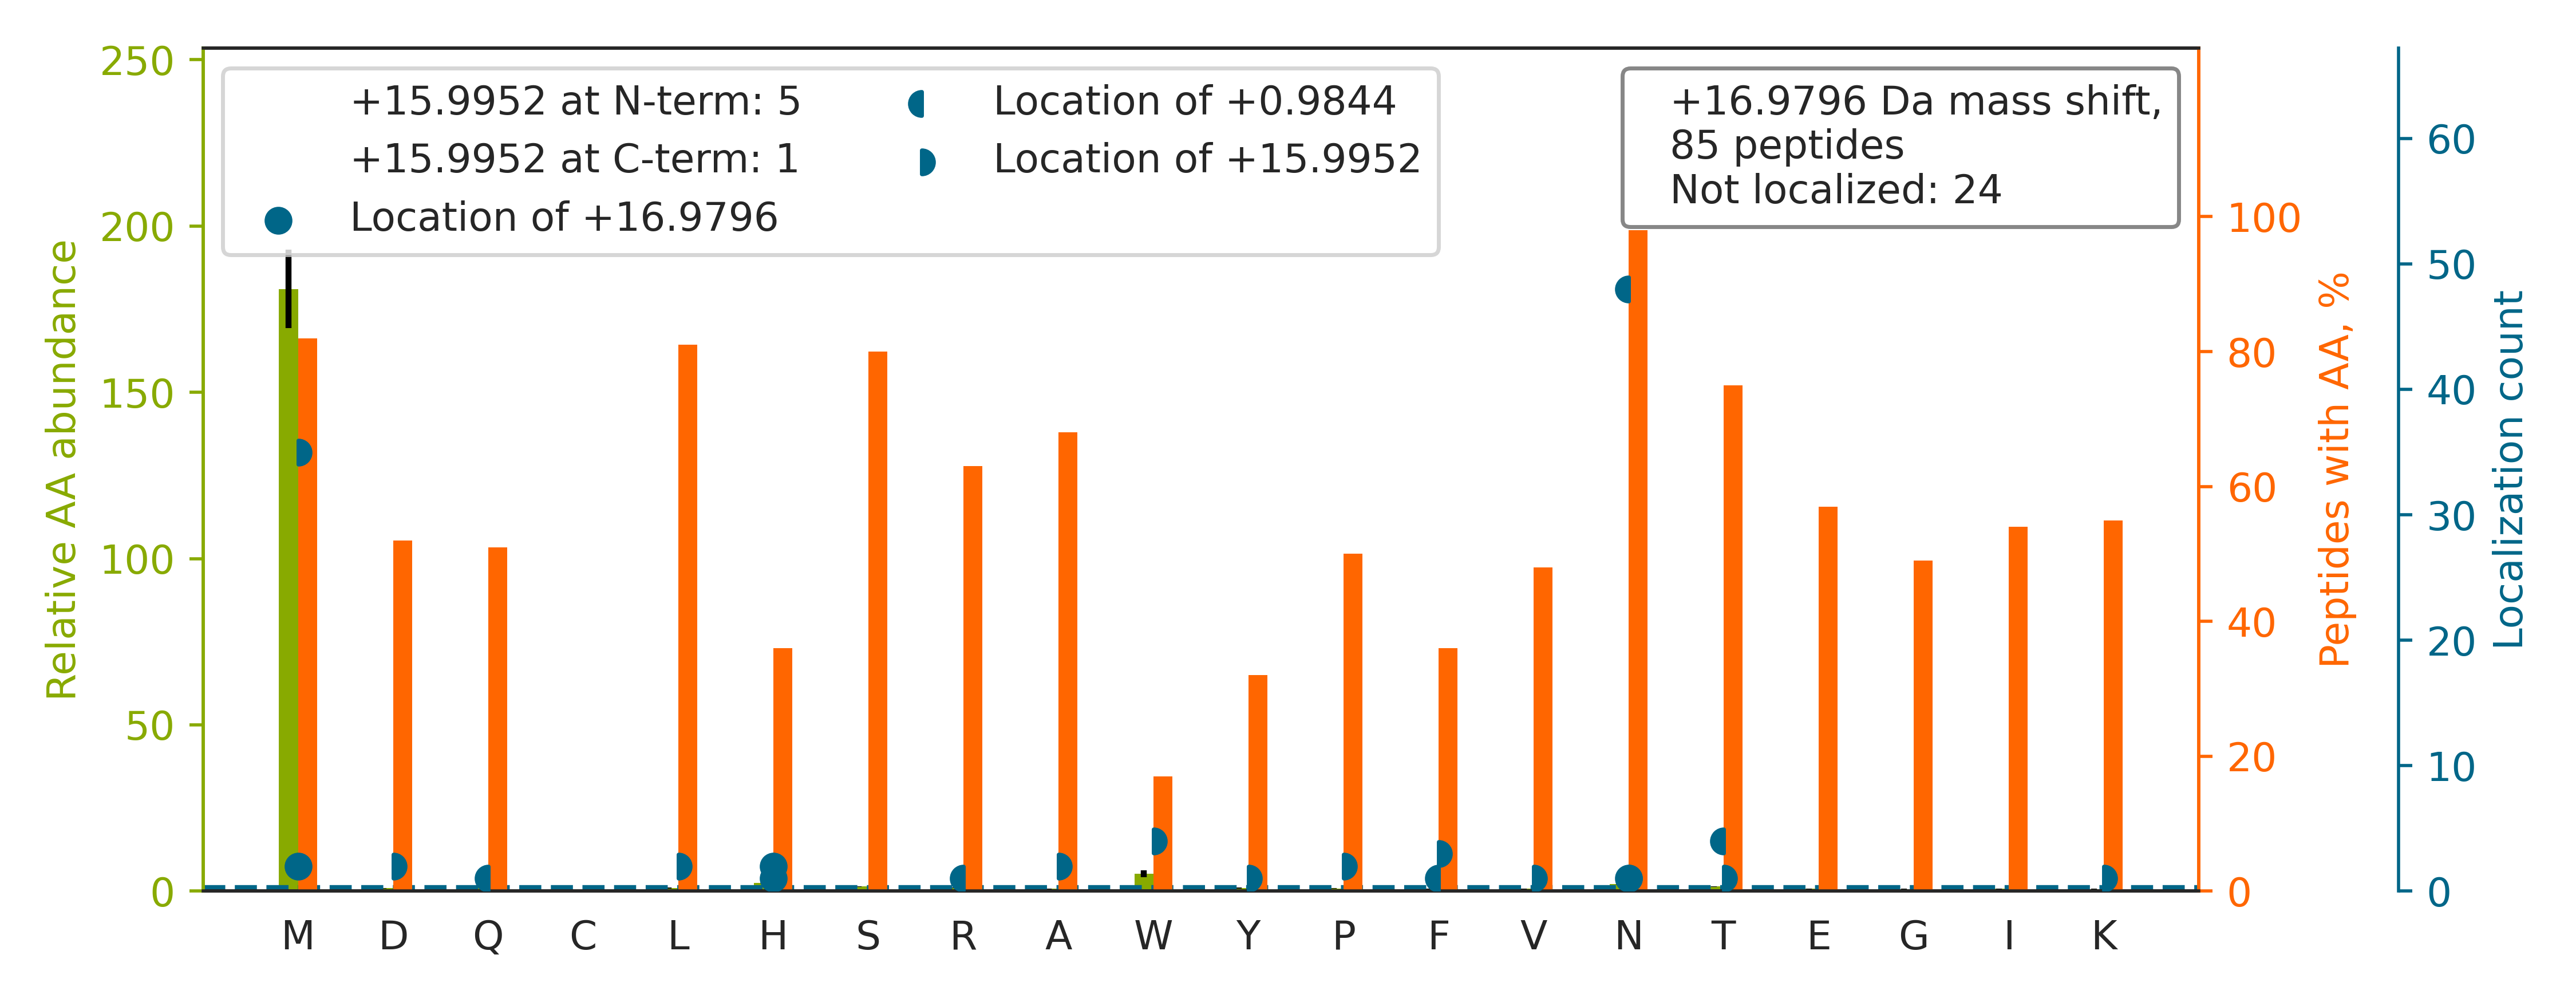 +15.9952 at N-term: 5
+15.9952 at C-term: 1
Location of +16.9796
Location of +0.9844
Location of +15.9952
+16.9796 Da mass shift,
85 peptides
Not localized: 24
Relative AA abundance
250
200
150
100
50
0
Peptides with AA, %
100
80
60
40
20
0
Localization count
60
50
40
30
20
10
0
M D Q C L H S R A W Y P F V N T E G I K